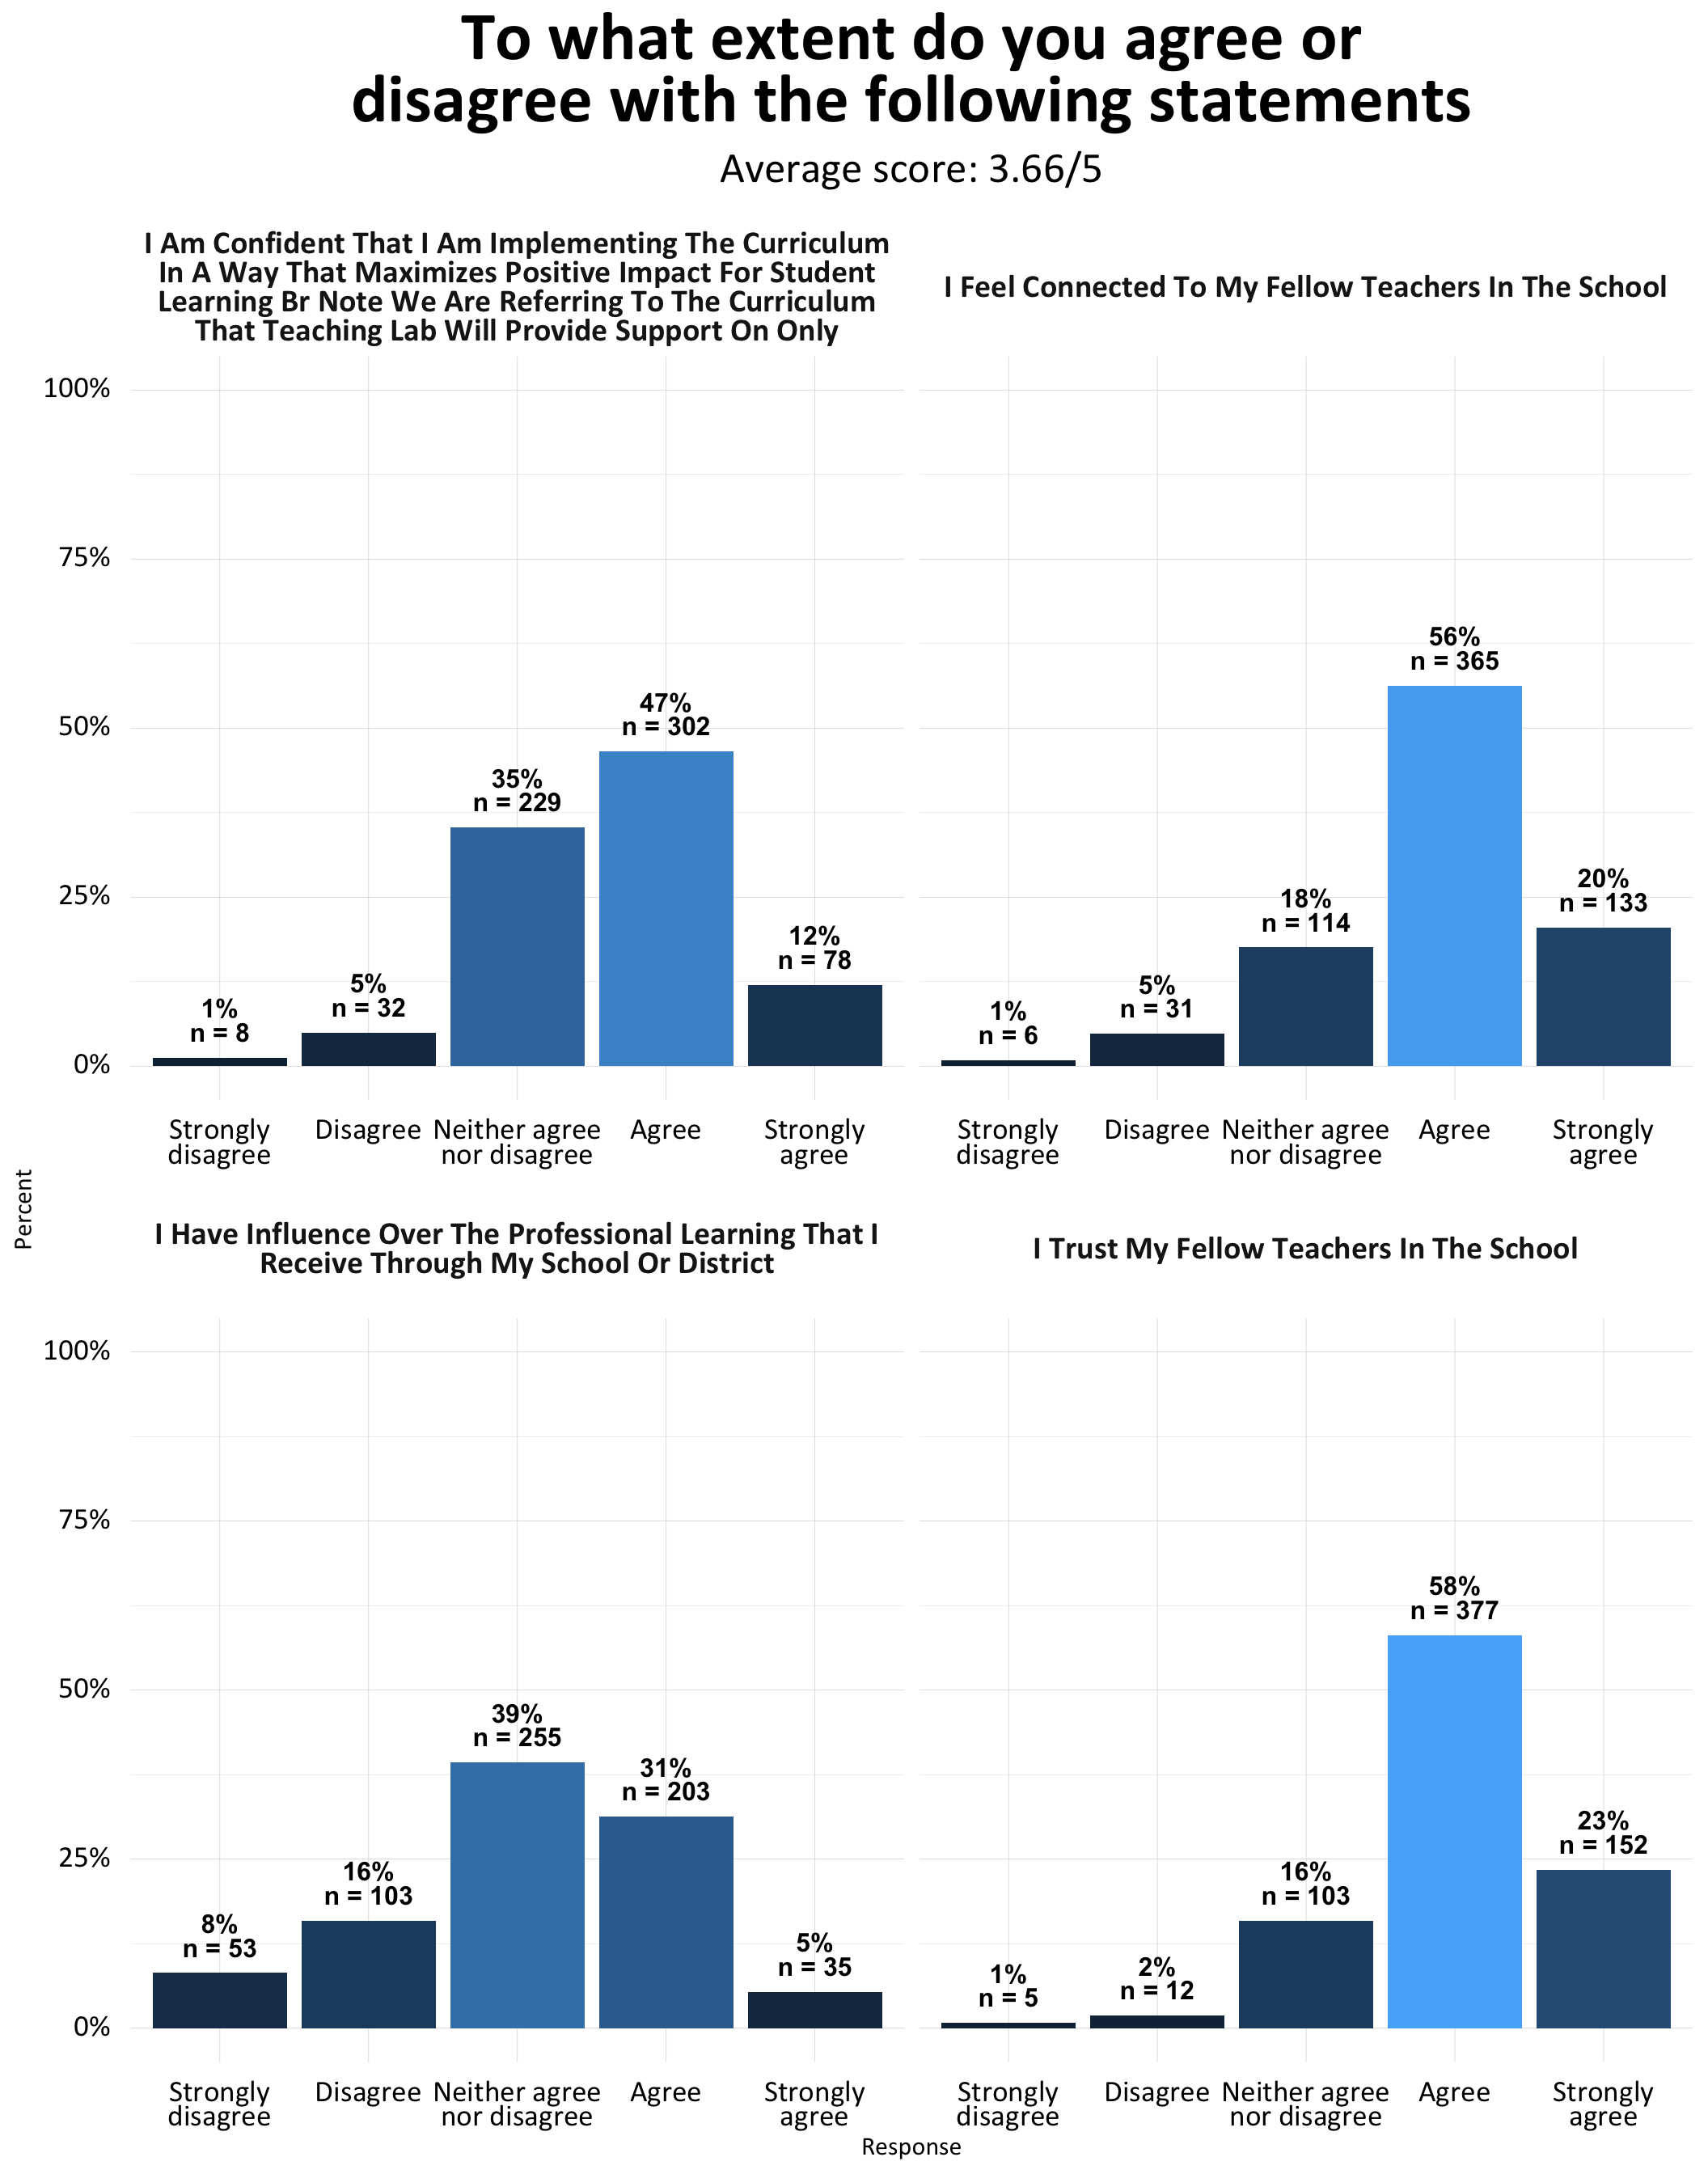 To what extent do you agree or
disagree with the following statements
Average score: 3.66/5
I Am Confident That I Am Implementing The Curriculum
In A Way That Maximizes Positive Impact For Student
Learning Br Note We Are Referring To The Curriculum
That Teaching Lab Will Provide Support On Only
I Feel Connected To My Fellow Teachers In The School
100%
75%
50%
25%
0%
1%
n = 8
5%
n = 32
35%
n = 229
47%
n = 302
12%
n = 78
1%
n = 6
5%
n = 31
18%
n = 114
56%
n = 365
20%
n = 133
Strongly
disagree
Disagree
Neither agree
nor disagree
Agree
Strongly
agree
Strongly
disagree
Disagree
Neither agree
nor disagree
Agree
Strongly
agree
Percent
I Have Influence Over The Professional Learning That I
Receive Through My School Or District
I Trust My Fellow Teachers In The School
100%
75%
50%
25%
0%
8%
n = 53
16%
n = 103
39%
n = 255
31%
n = 203
5%
n = 35
1%
n = 5
2%
n = 12
16%
n = 103
58%
n = 377
23%
n = 152
Strongly
disagree
Disagree
Neither agree
nor disagree
Agree
Strongly
agree
Strongly
disagree
Disagree
Neither agree
nor disagree
Agree
Strongly
agree
Response